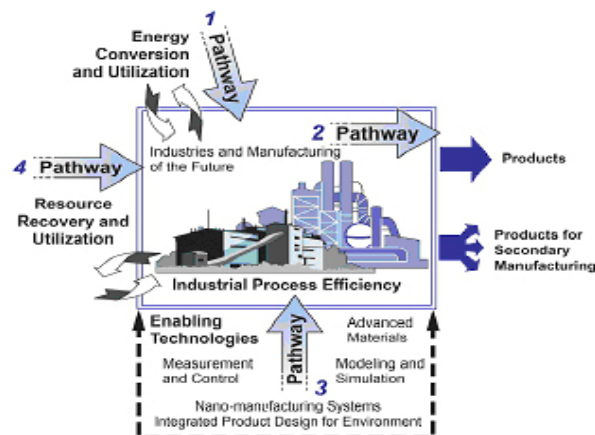 1
Pathway
Energy
Conversion
and Utilization
2 Pathway
Industries and Manufacturing
of the Future
4 Pathway
Products
Resource
Recovery and
Utilization
Products for
Secondary
Manufacturing
Industrial Process Efficiency
Enabling
Technologies
Advanced
Materials
Measurement
and Control
Pathway
3
Modeling and
Simulation
Nano-manufacturing Systems
Integrated Product Design for Environment